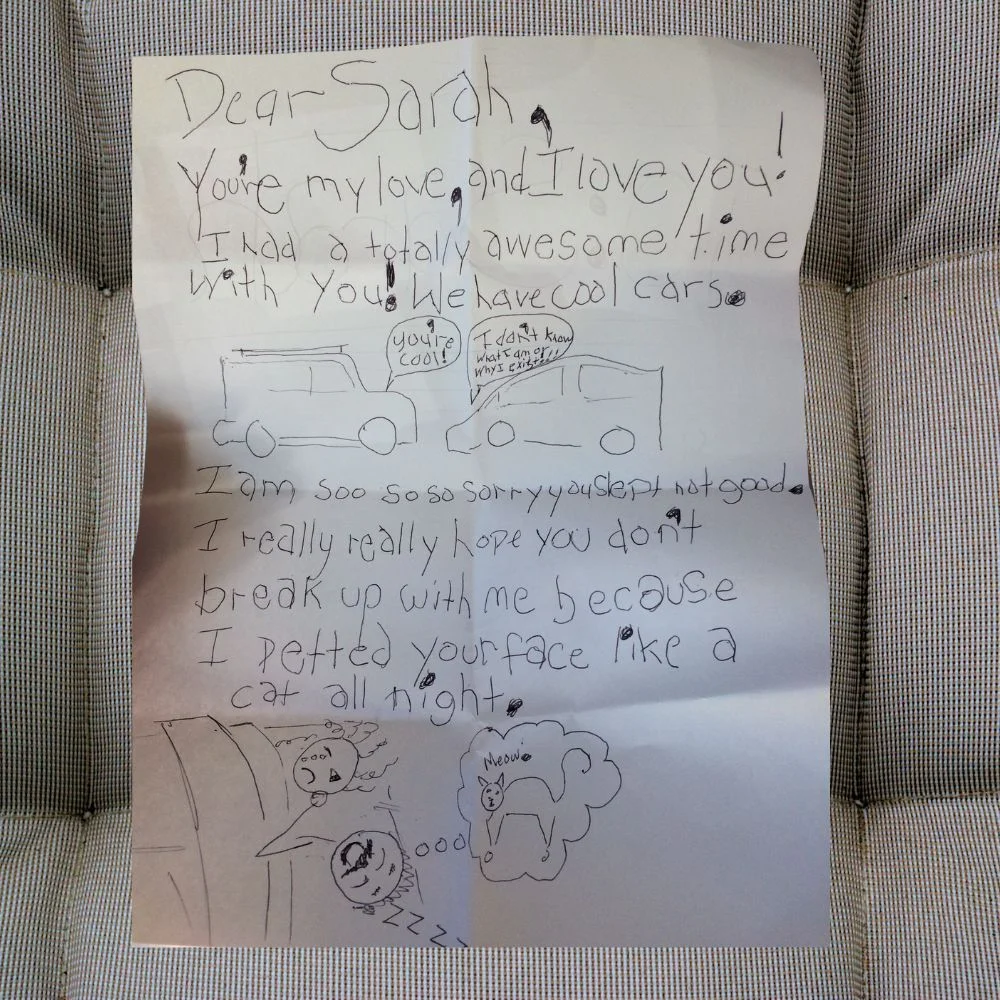 Dear Sarah,
You're my love, and I love you!
I had a totally awesome time
with you! We have cool cars.
you're
cool!
I don't know
what I am or
why I exist!!!
I am soo so so sorry you slept not good.
I really really hope you don't
break up with me because
I petted your face like a
cat all night.
Meow.
ZZZZ